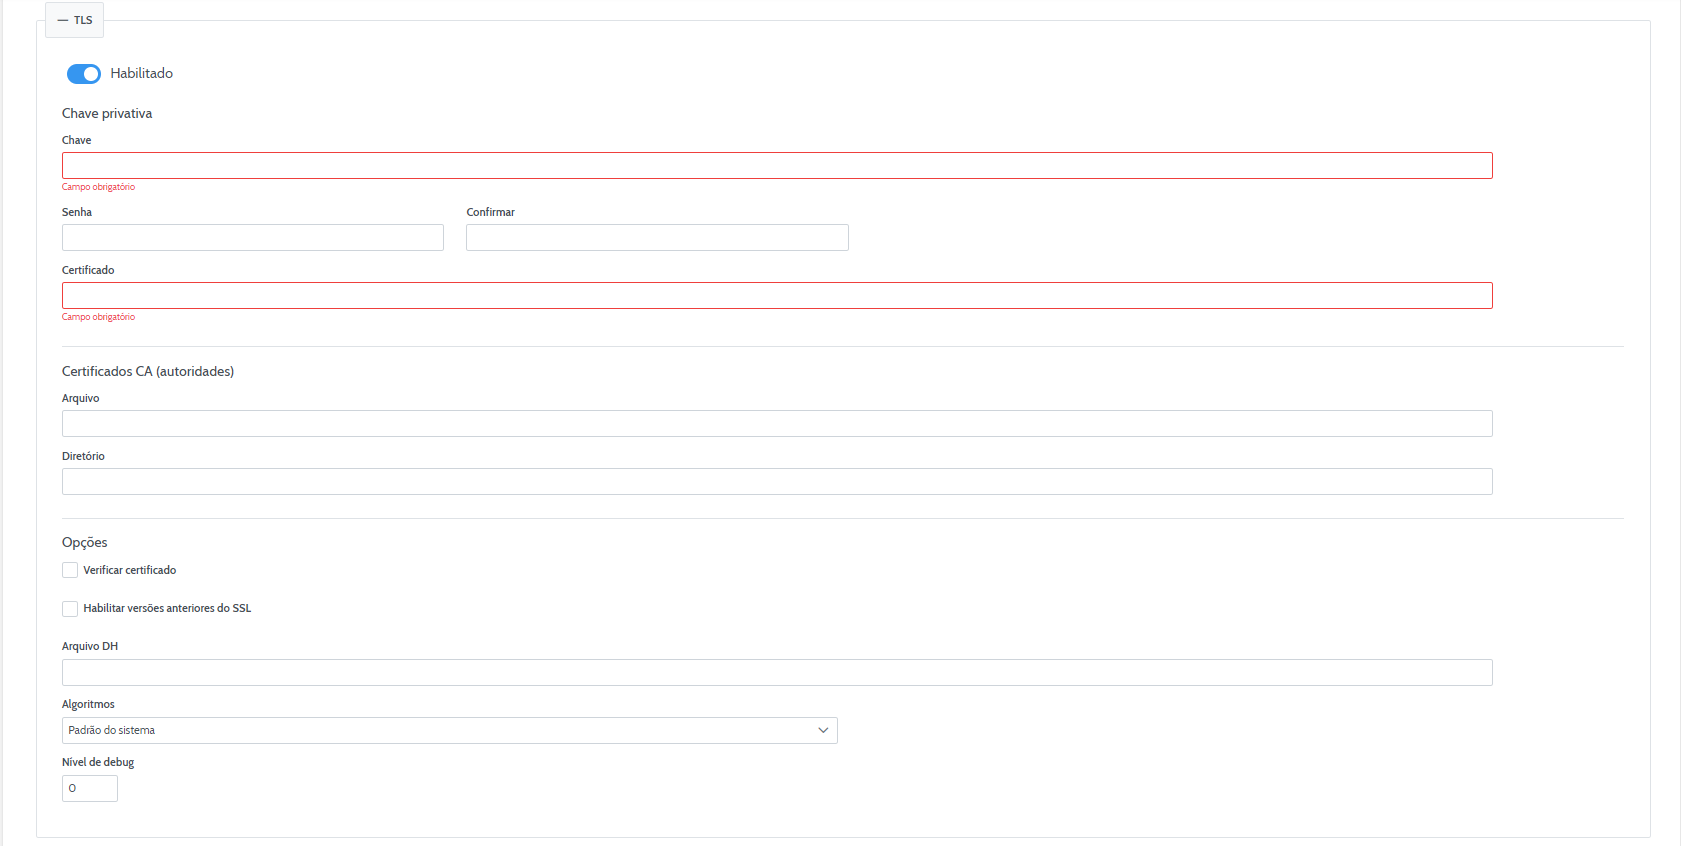 TLS
Habilitado
Chave privativa
Chave
Campo obrigatório
Senha
Confirmar
Certificado
Campo obrigatório
Certificados CA (autoridades)
Arquivo
Diretório
Opções
Verificar certificado
Habilitar versões anteriores do SSL
Arquivo DH
Algoritmos
Padrão do sistema
Nível de debug
0